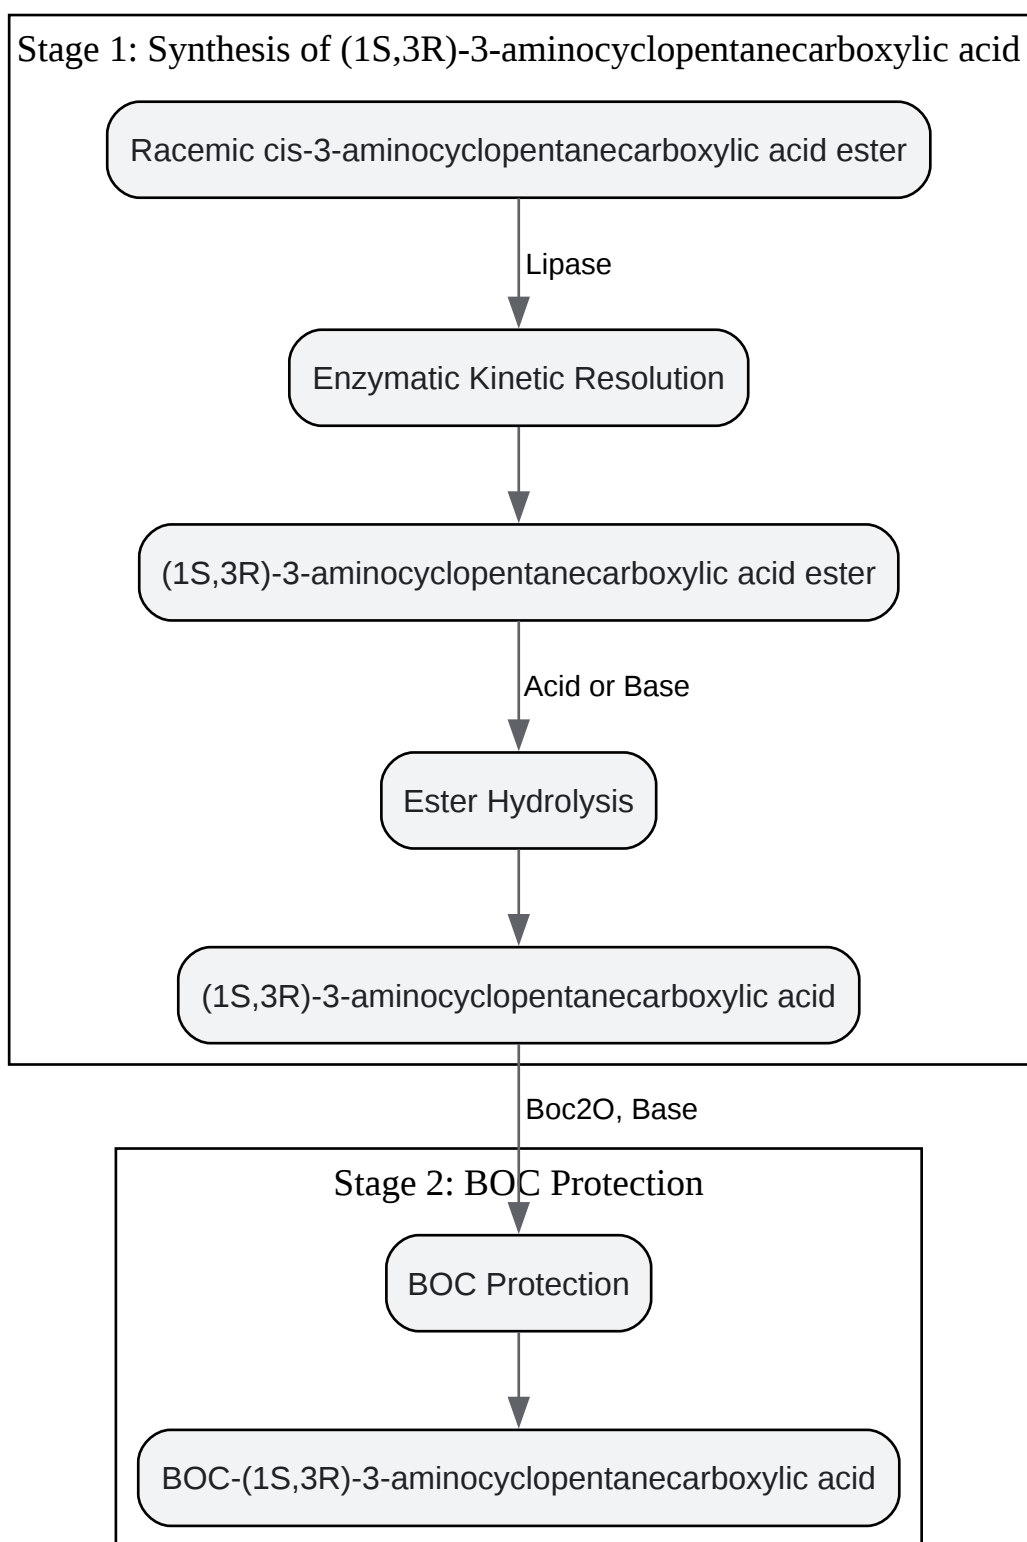 Stage 1: Synthesis of (1S,3R)-3-aminocyclopentanecarboxylic acid
Racemic cis-3-aminocyclopentanecarboxylic acid ester
Lipase
Enzymatic Kinetic Resolution
(1S,3R)-3-aminocyclopentanecarboxylic acid ester
Acid or Base
Ester Hydrolysis
(1S,3R)-3-aminocyclopentanecarboxylic acid
Boc2O, Base
Stage 2: BOC Protection
BOC Protection
BOC-(1S,3R)-3-aminocyclopentanecarboxylic acid